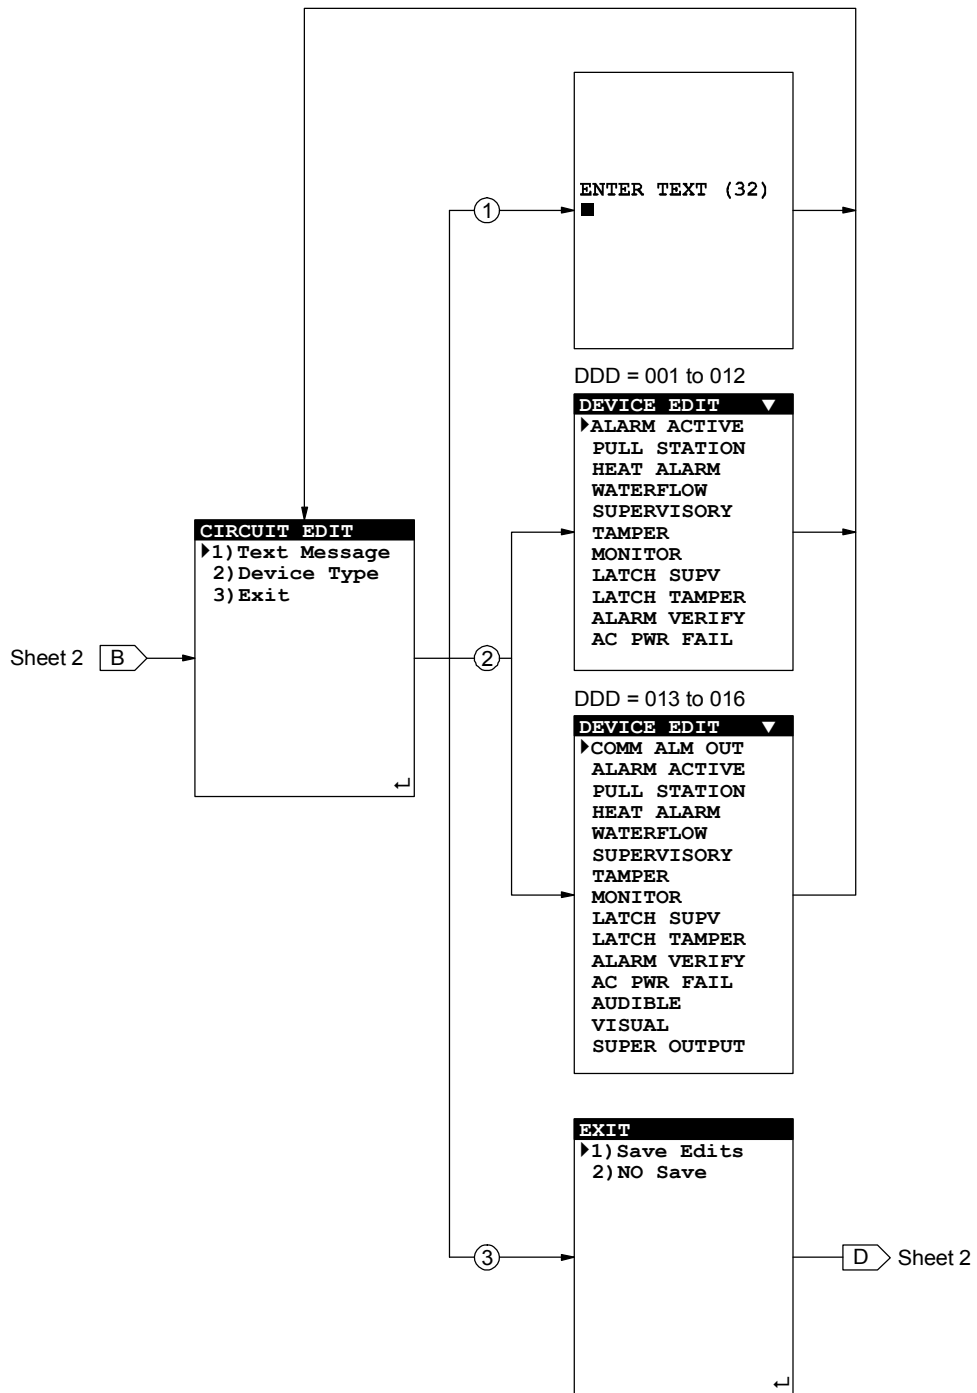 ENTER TEXT (32)
1
DDD = 001 to 012
DEVICE EDIT
ALARM ACTIVE
PULL STATION
HEAT ALARM
WATERFLOW
SUPERVISORY
TAMPER
MONITOR
LATCH SUPV
LATCH TAMPER
ALARM VERIFY
AC PWR FAIL
CIRCUIT EDIT
1)Text Message
2)Device Type
3)Exit
Sheet 2 B
2
DDD = 013 to 016
DEVICE EDIT
COMM ALM OUT
ALARM ACTIVE
PULL STATION
HEAT ALARM
WATERFLOW
SUPERVISORY
TAMPER
MONITOR
LATCH SUPV
LATCH TAMPER
ALARM VERIFY
AC PWR FAIL
AUDIBLE
VISUAL
SUPER OUTPUT
EXIT
1)Save Edits
2)NO Save
3
D Sheet 2